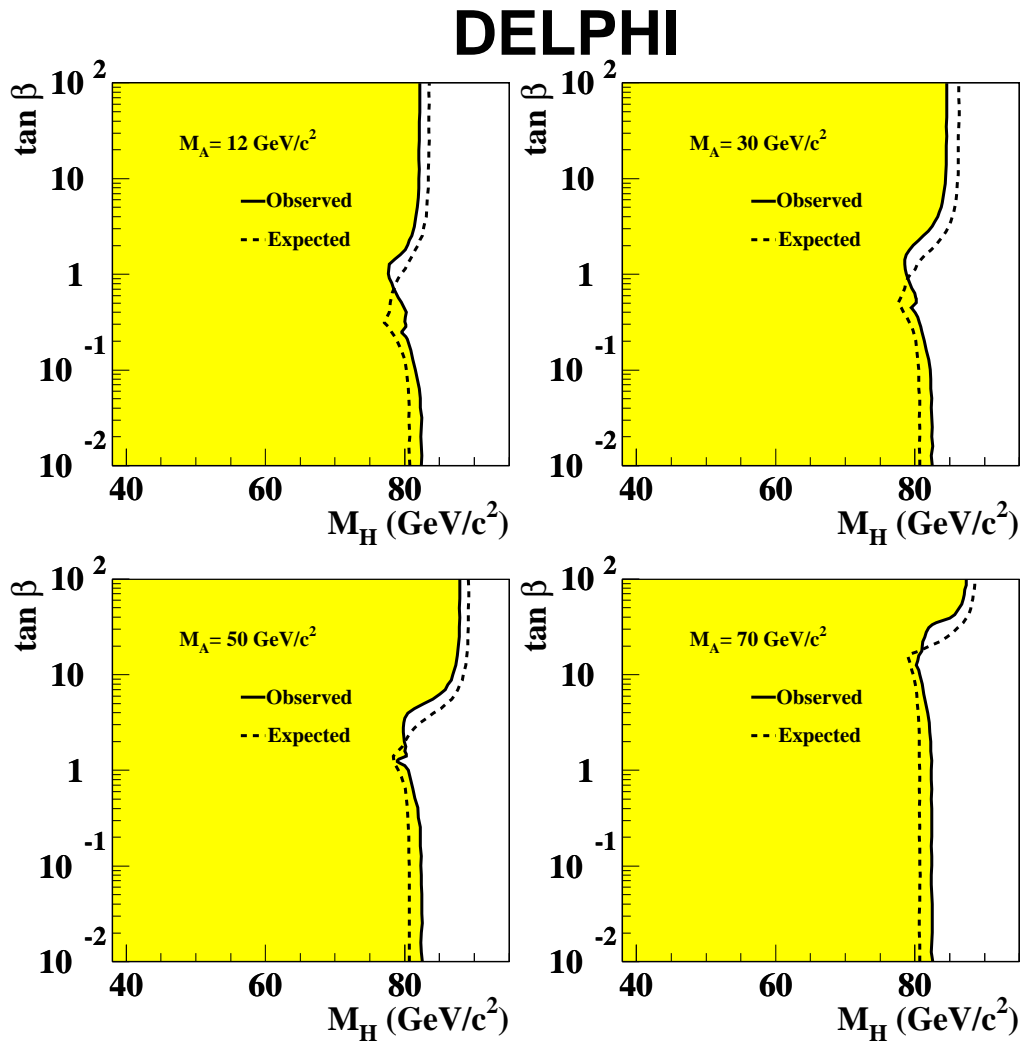 DELPHI
tan β
10 2
10
1
10 -1
10 -2
M_A= 12 GeV/c²
Observed
Expected
40 60 80
M_H (GeV/c²)
tan β
10 2
10
1
10 -1
10 -2
M_A= 30 GeV/c²
Observed
Expected
40 60 80
M_H (GeV/c²)
tan β
10 2
10
1
10 -1
10 -2
M_A= 50 GeV/c²
Observed
Expected
40 60 80
M_H (GeV/c²)
tan β
10 2
10
1
10 -1
10 -2
M_A= 70 GeV/c²
Observed
Expected
40 60 80
M_H (GeV/c²)